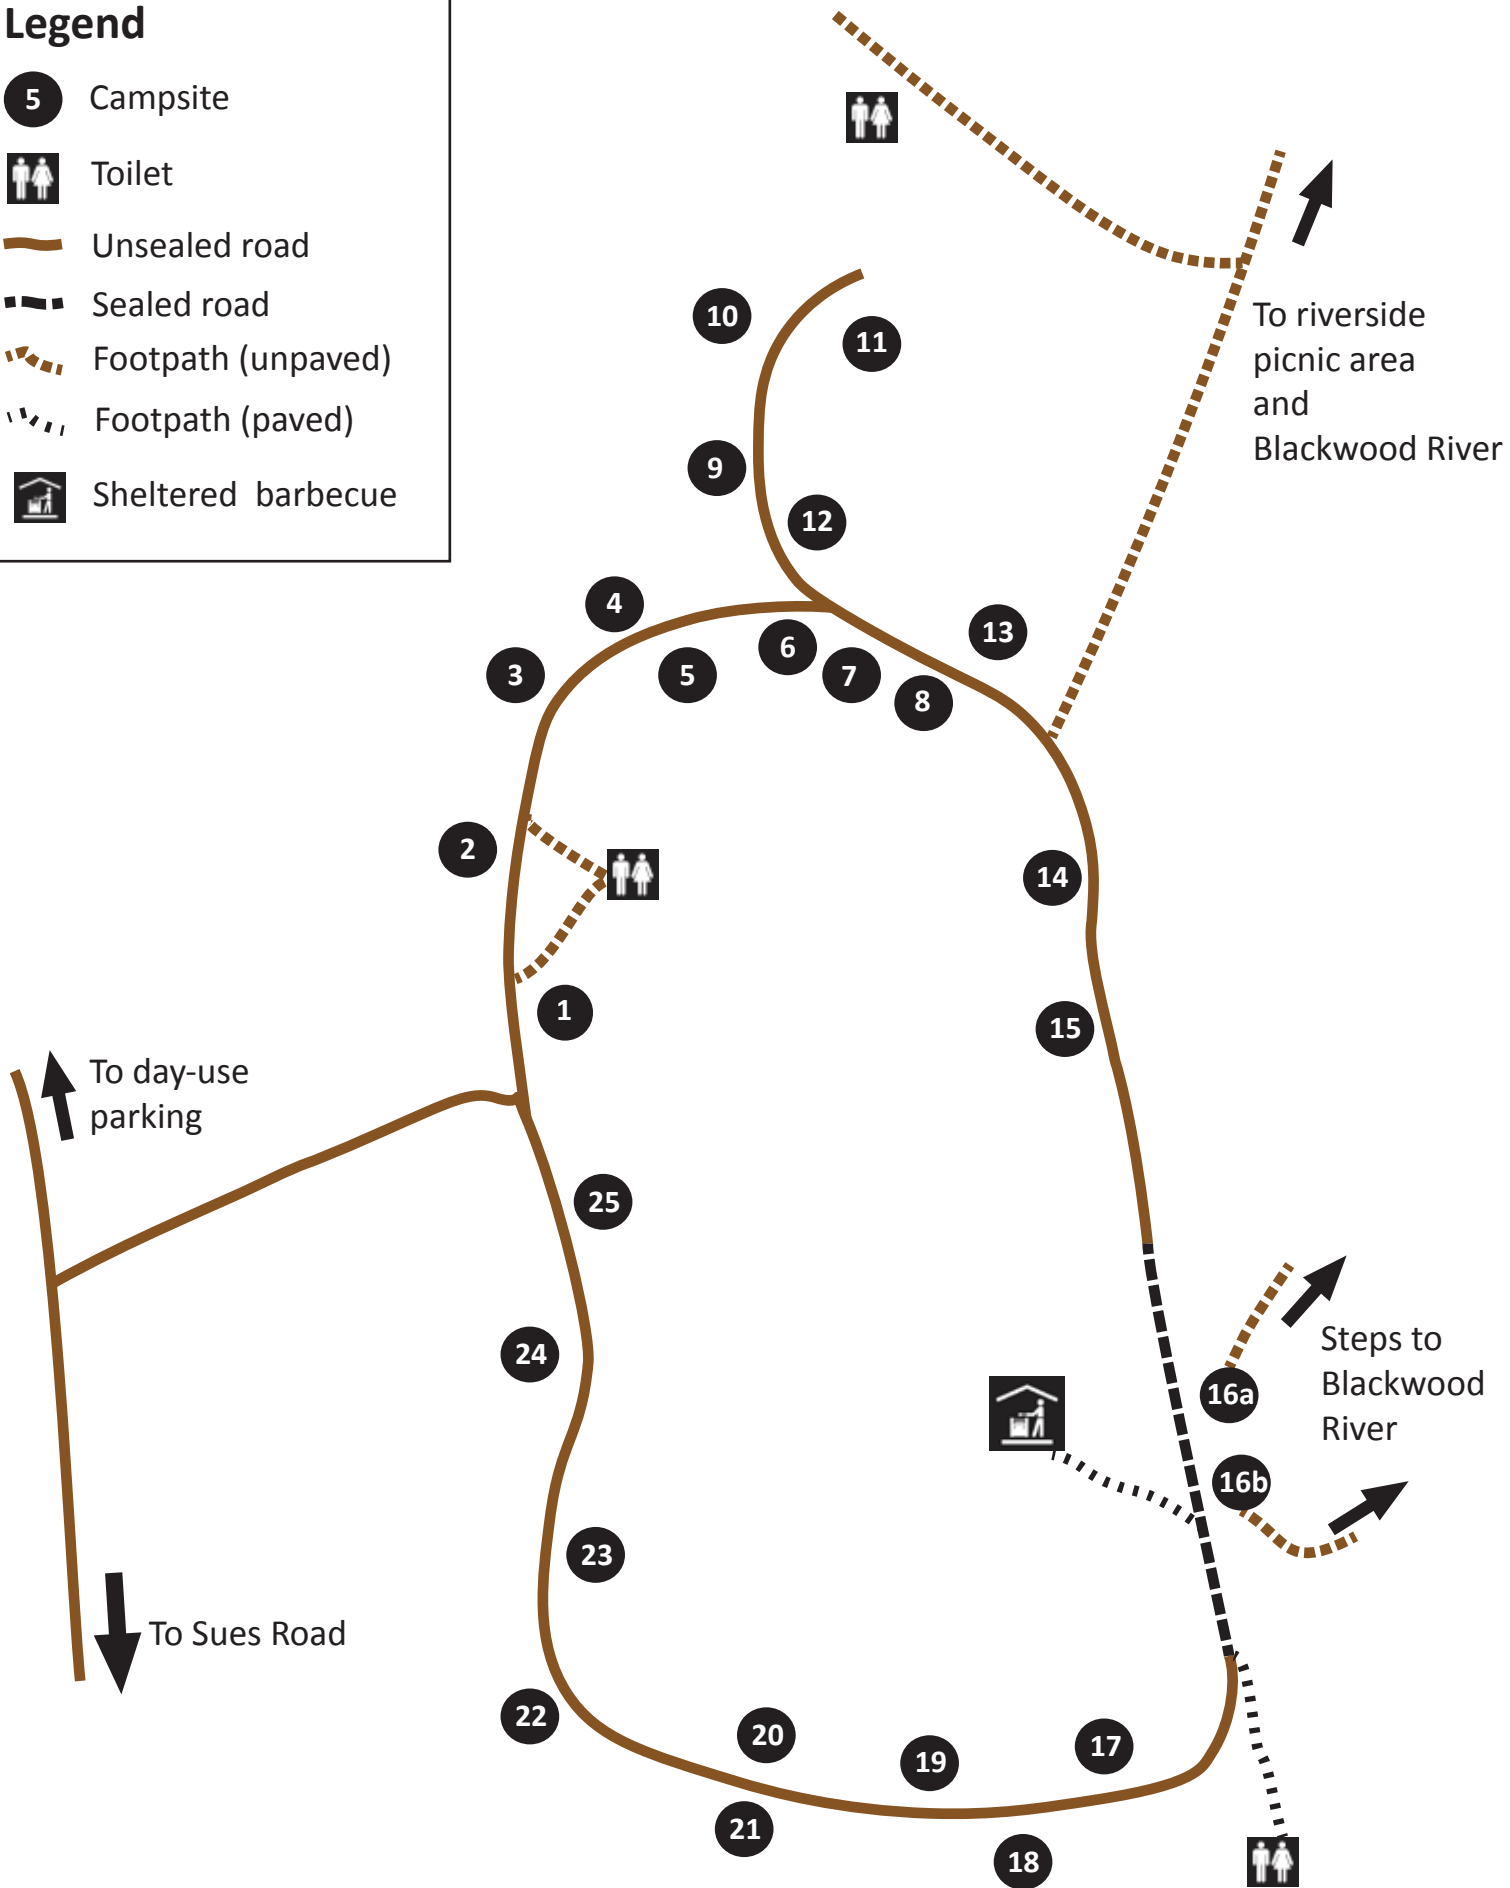 Legend
5 Campsite
Toilet
Unsealed road
Sealed road
Footpath (unpaved)
Footpath (paved)
Sheltered barbecue
To riverside
picnic area
and
Blackwood River
10
11
9
12
4
13
3
5
6
7
8
2
14
1
15
To day-use
parking
25
24
16a
Steps to
Blackwood
River
16b
23
To Sues Road
22
20
19
17
21
18